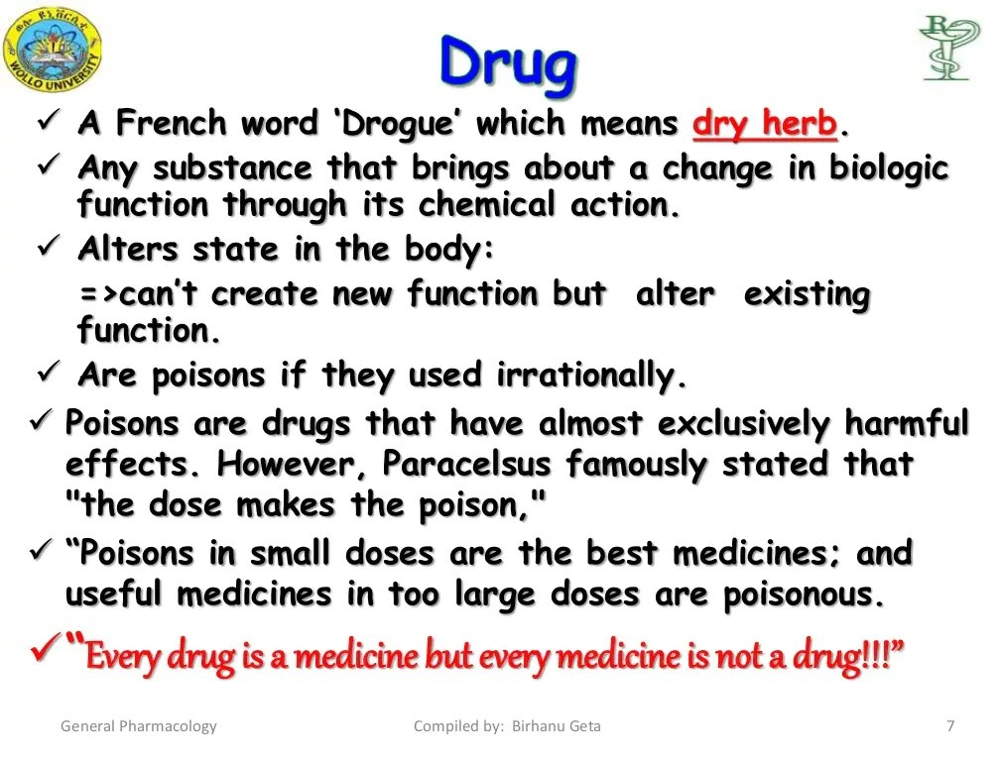 ወሎ ዩኒቨርሲቲ
WOLLO UNIVERSITY
R
Drug
✓ A French word ‘Drogue’ which means dry herb.
✓ Any substance that brings about a change in biologic
function through its chemical action.
✓ Alters state in the body:
=>can’t create new function but alter existing
function.
✓ Are poisons if they used irrationally.
✓ Poisons are drugs that have almost exclusively harmful
effects. However, Paracelsus famously stated that
"the dose makes the poison,"
✓ “Poisons in small doses are the best medicines; and
useful medicines in too large doses are poisonous.
✓ “Every drug is a medicine but every medicine is not a drug!!!”
General Pharmacology
Compiled by: Birhanu Geta
7